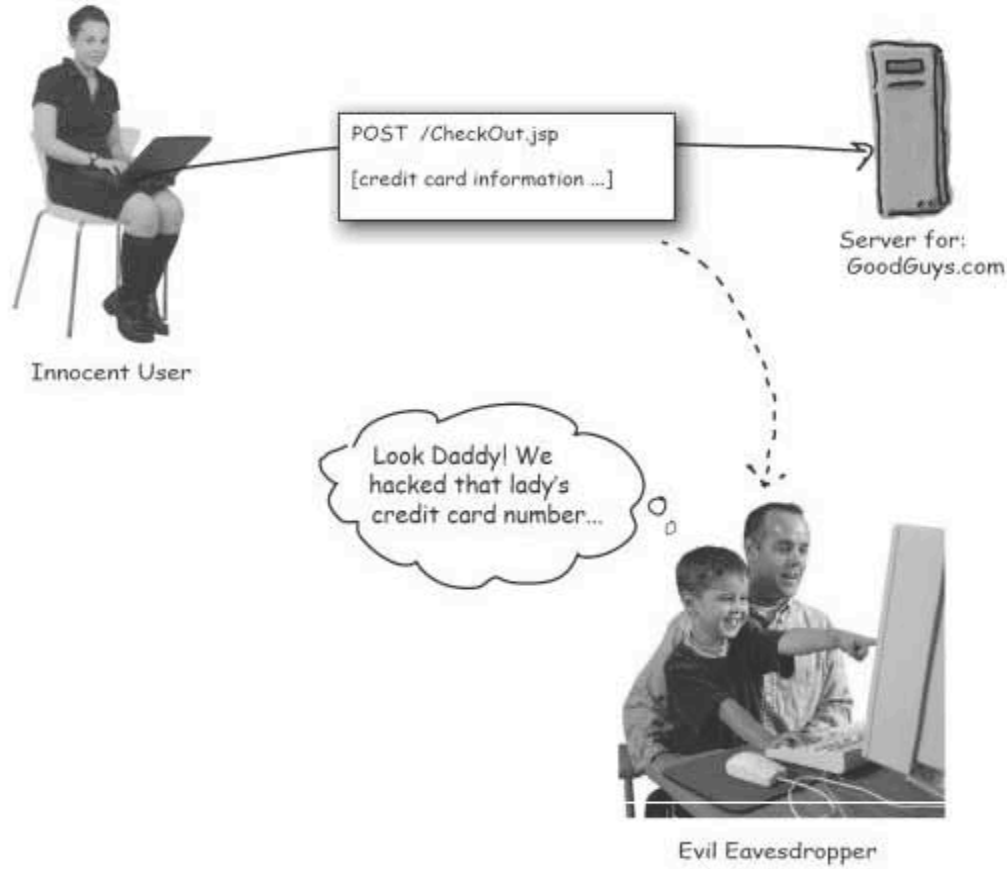 POST /CheckOut.jsp
[credit card information ...]
Server for:
GoodGuys.com
Innocent User
Look Daddy! We
hacked that lady's
credit card number...
Evil Eavesdropper